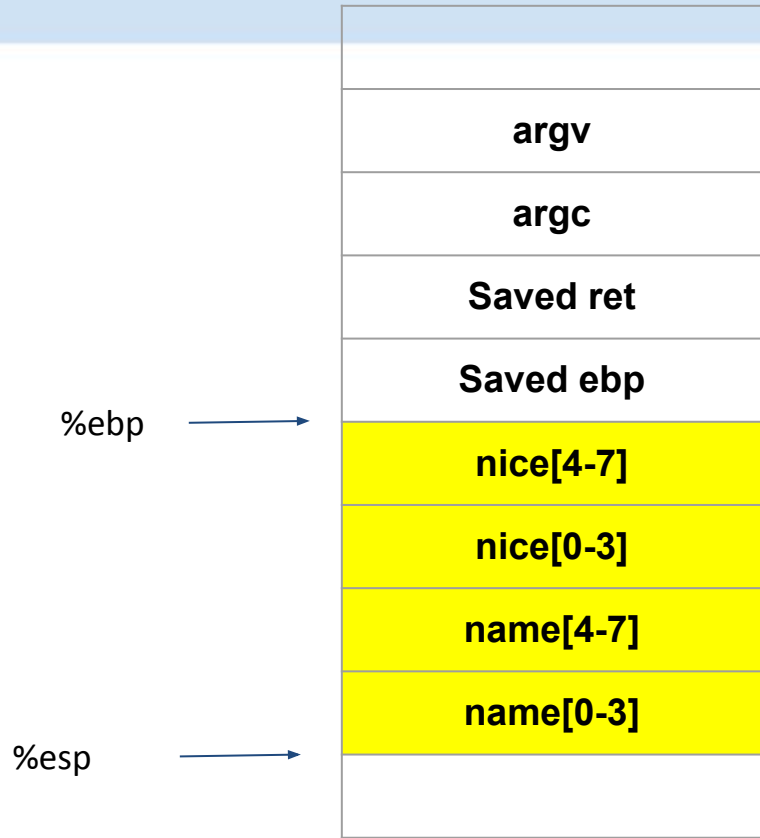 argv
argc
Saved ret
Saved ebp
%ebp
nice[4-7]
nice[0-3]
name[4-7]
name[0-3]
%esp